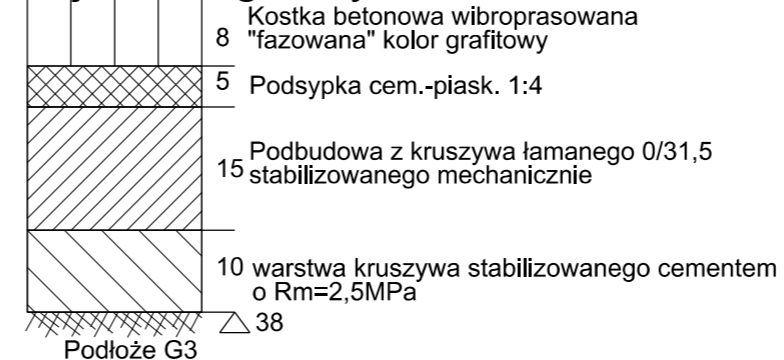 Kostka betonowa wibroprasowana
8 "fazowana" kolor grafitowy
5 Podsypka cem.-piask. 1:4
Podbudowa z kruszywa łamanego 0/31,5
15 stabilizowanego mechanicznie
10 warstwa kruszywa stabilizowanego cementem
o Rm=2,5MPa
38
Podłoże G3